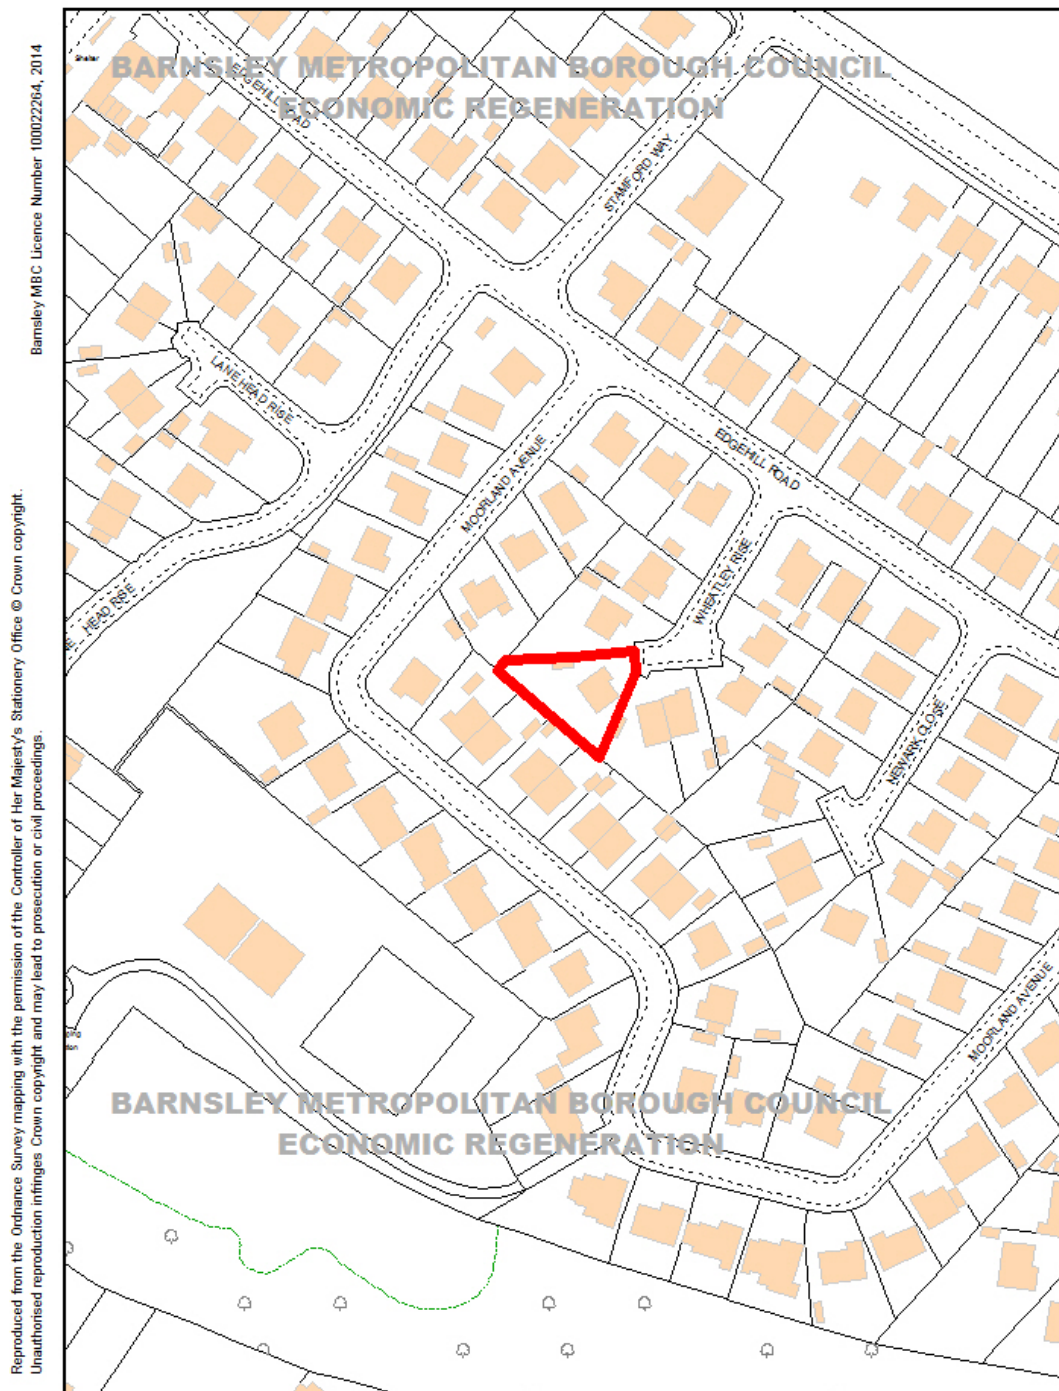 Barnsley MBC Licence Number 100022264, 2014
Reproduced from the Ordnance Survey mapping with the permission of the Controller of Her Majesty's Stationery Office © Crown copyright.
Unauthorised reproduction infringes Crown copyright and may lead to prosecution or civil proceedings.
Shelter
BARNSLEY METROPOLITAN BOROUGH COUNCIL
ECONOMIC REGENERATION
EDGEHILL ROAD
STAMFORD WAY
LANE HEAD RISE
MOORLAND AVENUE
EDGEHILL ROAD
WHEATLEY RISE
HEAD RISE
NEWARK CLOSE
MOORLAND AVENUE
BARNSLEY METROPOLITAN BOROUGH COUNCIL
ECONOMIC REGENERATION